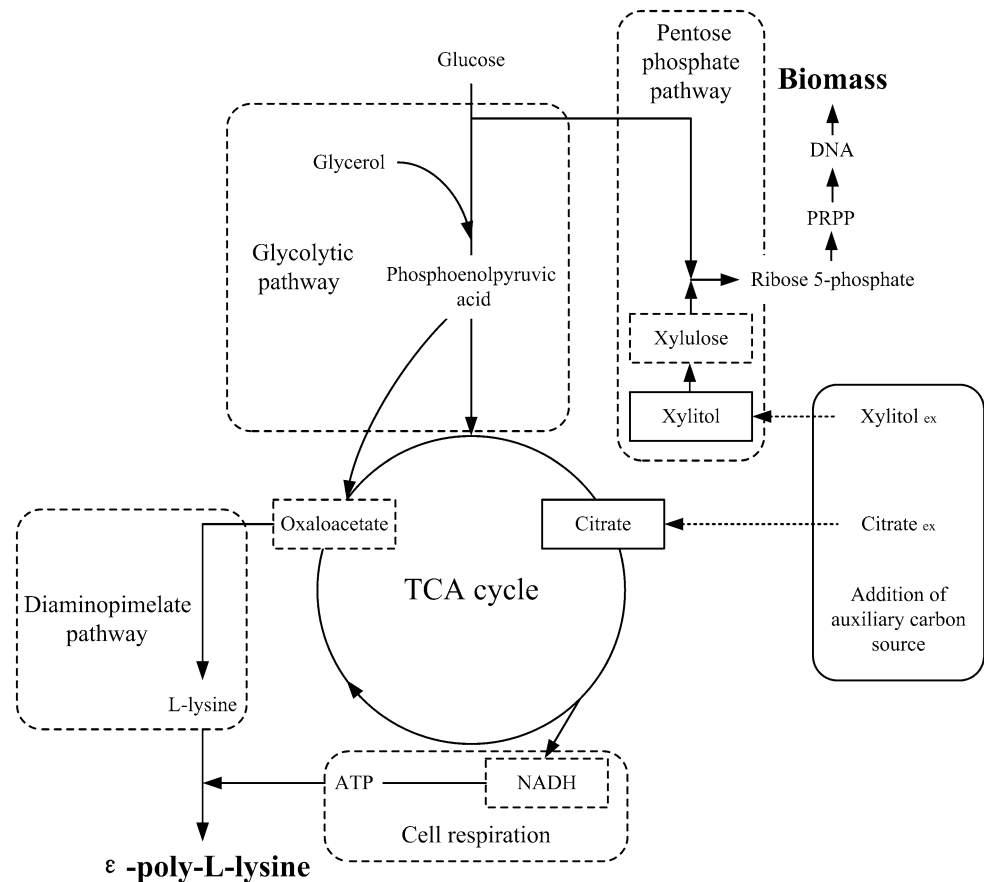 Pentose
phosphate
pathway
Glucose
Biomass
DNA
Glycerol
PRPP
Glycolytic
pathway
Phosphoenolpyruvic
acid
Ribose 5-phosphate
Xylulose
Xylitol
Xylitol ex
Oxaloacetate
Citrate
Citrate ex
TCA cycle
Addition of
auxiliary carbon
source
Diaminopimelate
pathway
L-lysine
ATP
NADH
Cell respiration
ε-poly-L-lysine